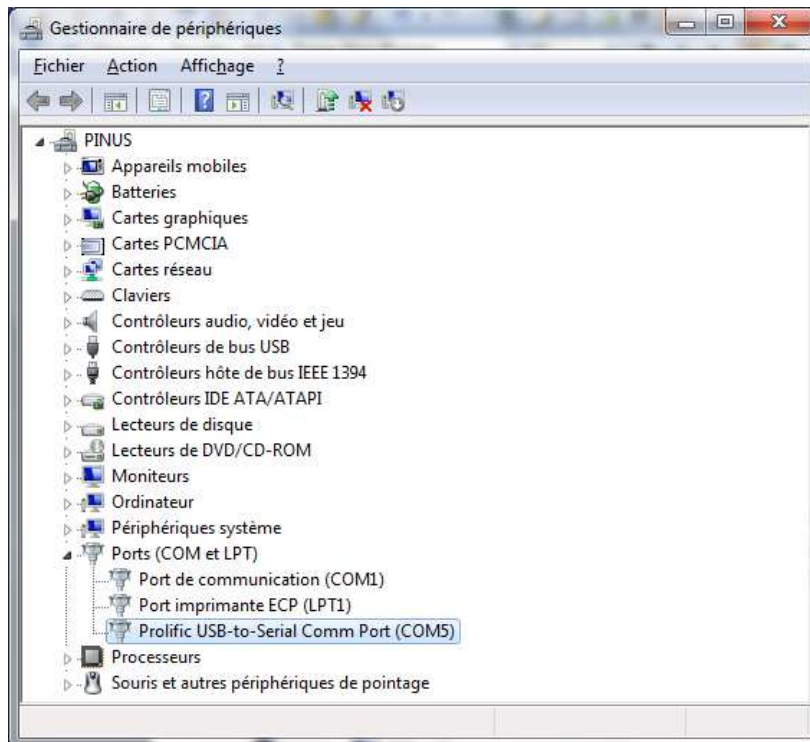 Gestionnaire de périphériques
Fichier Action Affichage ?
PINUS
Appareils mobiles
Batteries
Cartes graphiques
Cartes PCMCIA
Cartes réseau
Claviers
Contrôleurs audio, vidéo et jeu
Contrôleurs de bus USB
Contrôleurs hôte de bus IEEE 1394
Contrôleurs IDE ATA/ATAPI
Lecteurs de disque
Lecteurs de DVD/CD-ROM
Moniteurs
Ordinateur
Périphériques système
Ports (COM et LPT)
Port de communication (COM1)
Port imprimante ECP (LPT1)
Prolific USB-to-Serial Comm Port (COM5)
Processeurs
Souris et autres périphériques de pointage